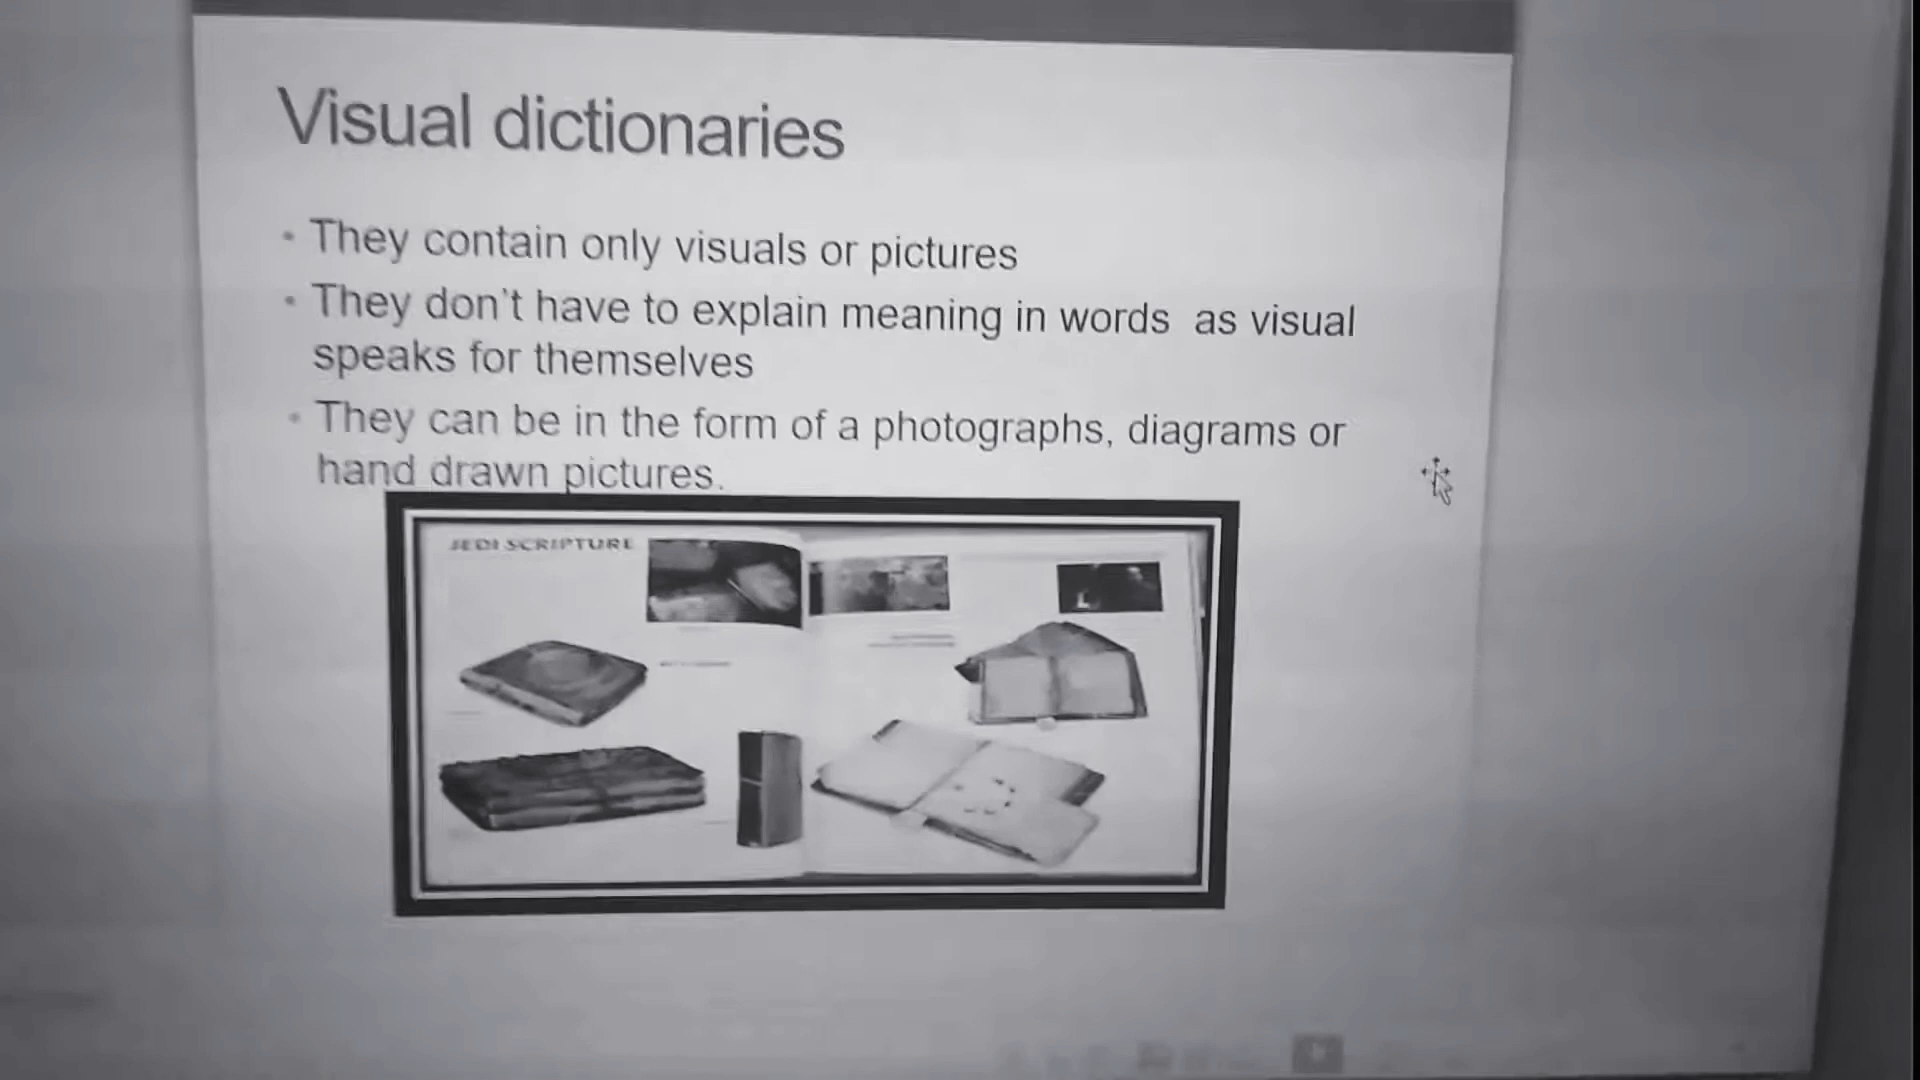 Visual dictionaries
• They contain only visuals or pictures
• They don't have to explain meaning in words as visual
speaks for themselves
• They can be in the form of a photographs, diagrams or
hand drawn pictures.
JEDI SCRIPTURE